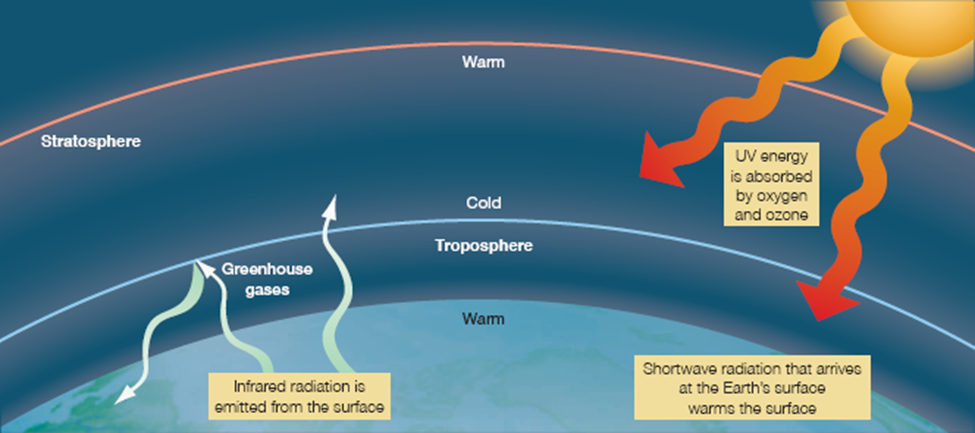 Warm
Stratosphere
UV energy
is absorbed
by oxygen
and ozone
Cold
Troposphere
Greenhouse
gases
Warm
Infrared radiation is
emitted from the surface
Shortwave radiation that arrives
at the Earth's surface
warms the surface